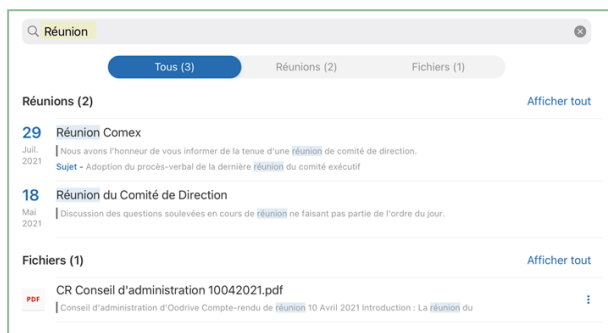 Réunion
Tous (3) Réunions (2) Fichiers (1)
Réunions (2) Afficher tout
29 Réunion Comex
Juil. Nous avons l'honneur de vous informer de la tenue d'une réunion de comité de direction.
2021 Sujet - Adoption du procès-verbal de la dernière réunion du comité exécutif
18 Réunion du Comité de Direction
Mai Discussion des questions soulevées en cours de réunion ne faisant pas partie de l'ordre du jour.
2021
Fichiers (1) Afficher tout
CR Conseil d'administration 10042021.pdf
PDF Conseil d'administration d'Oodrive Compte-rendu de réunion 10 Avril 2021 Introduction : La réunion du